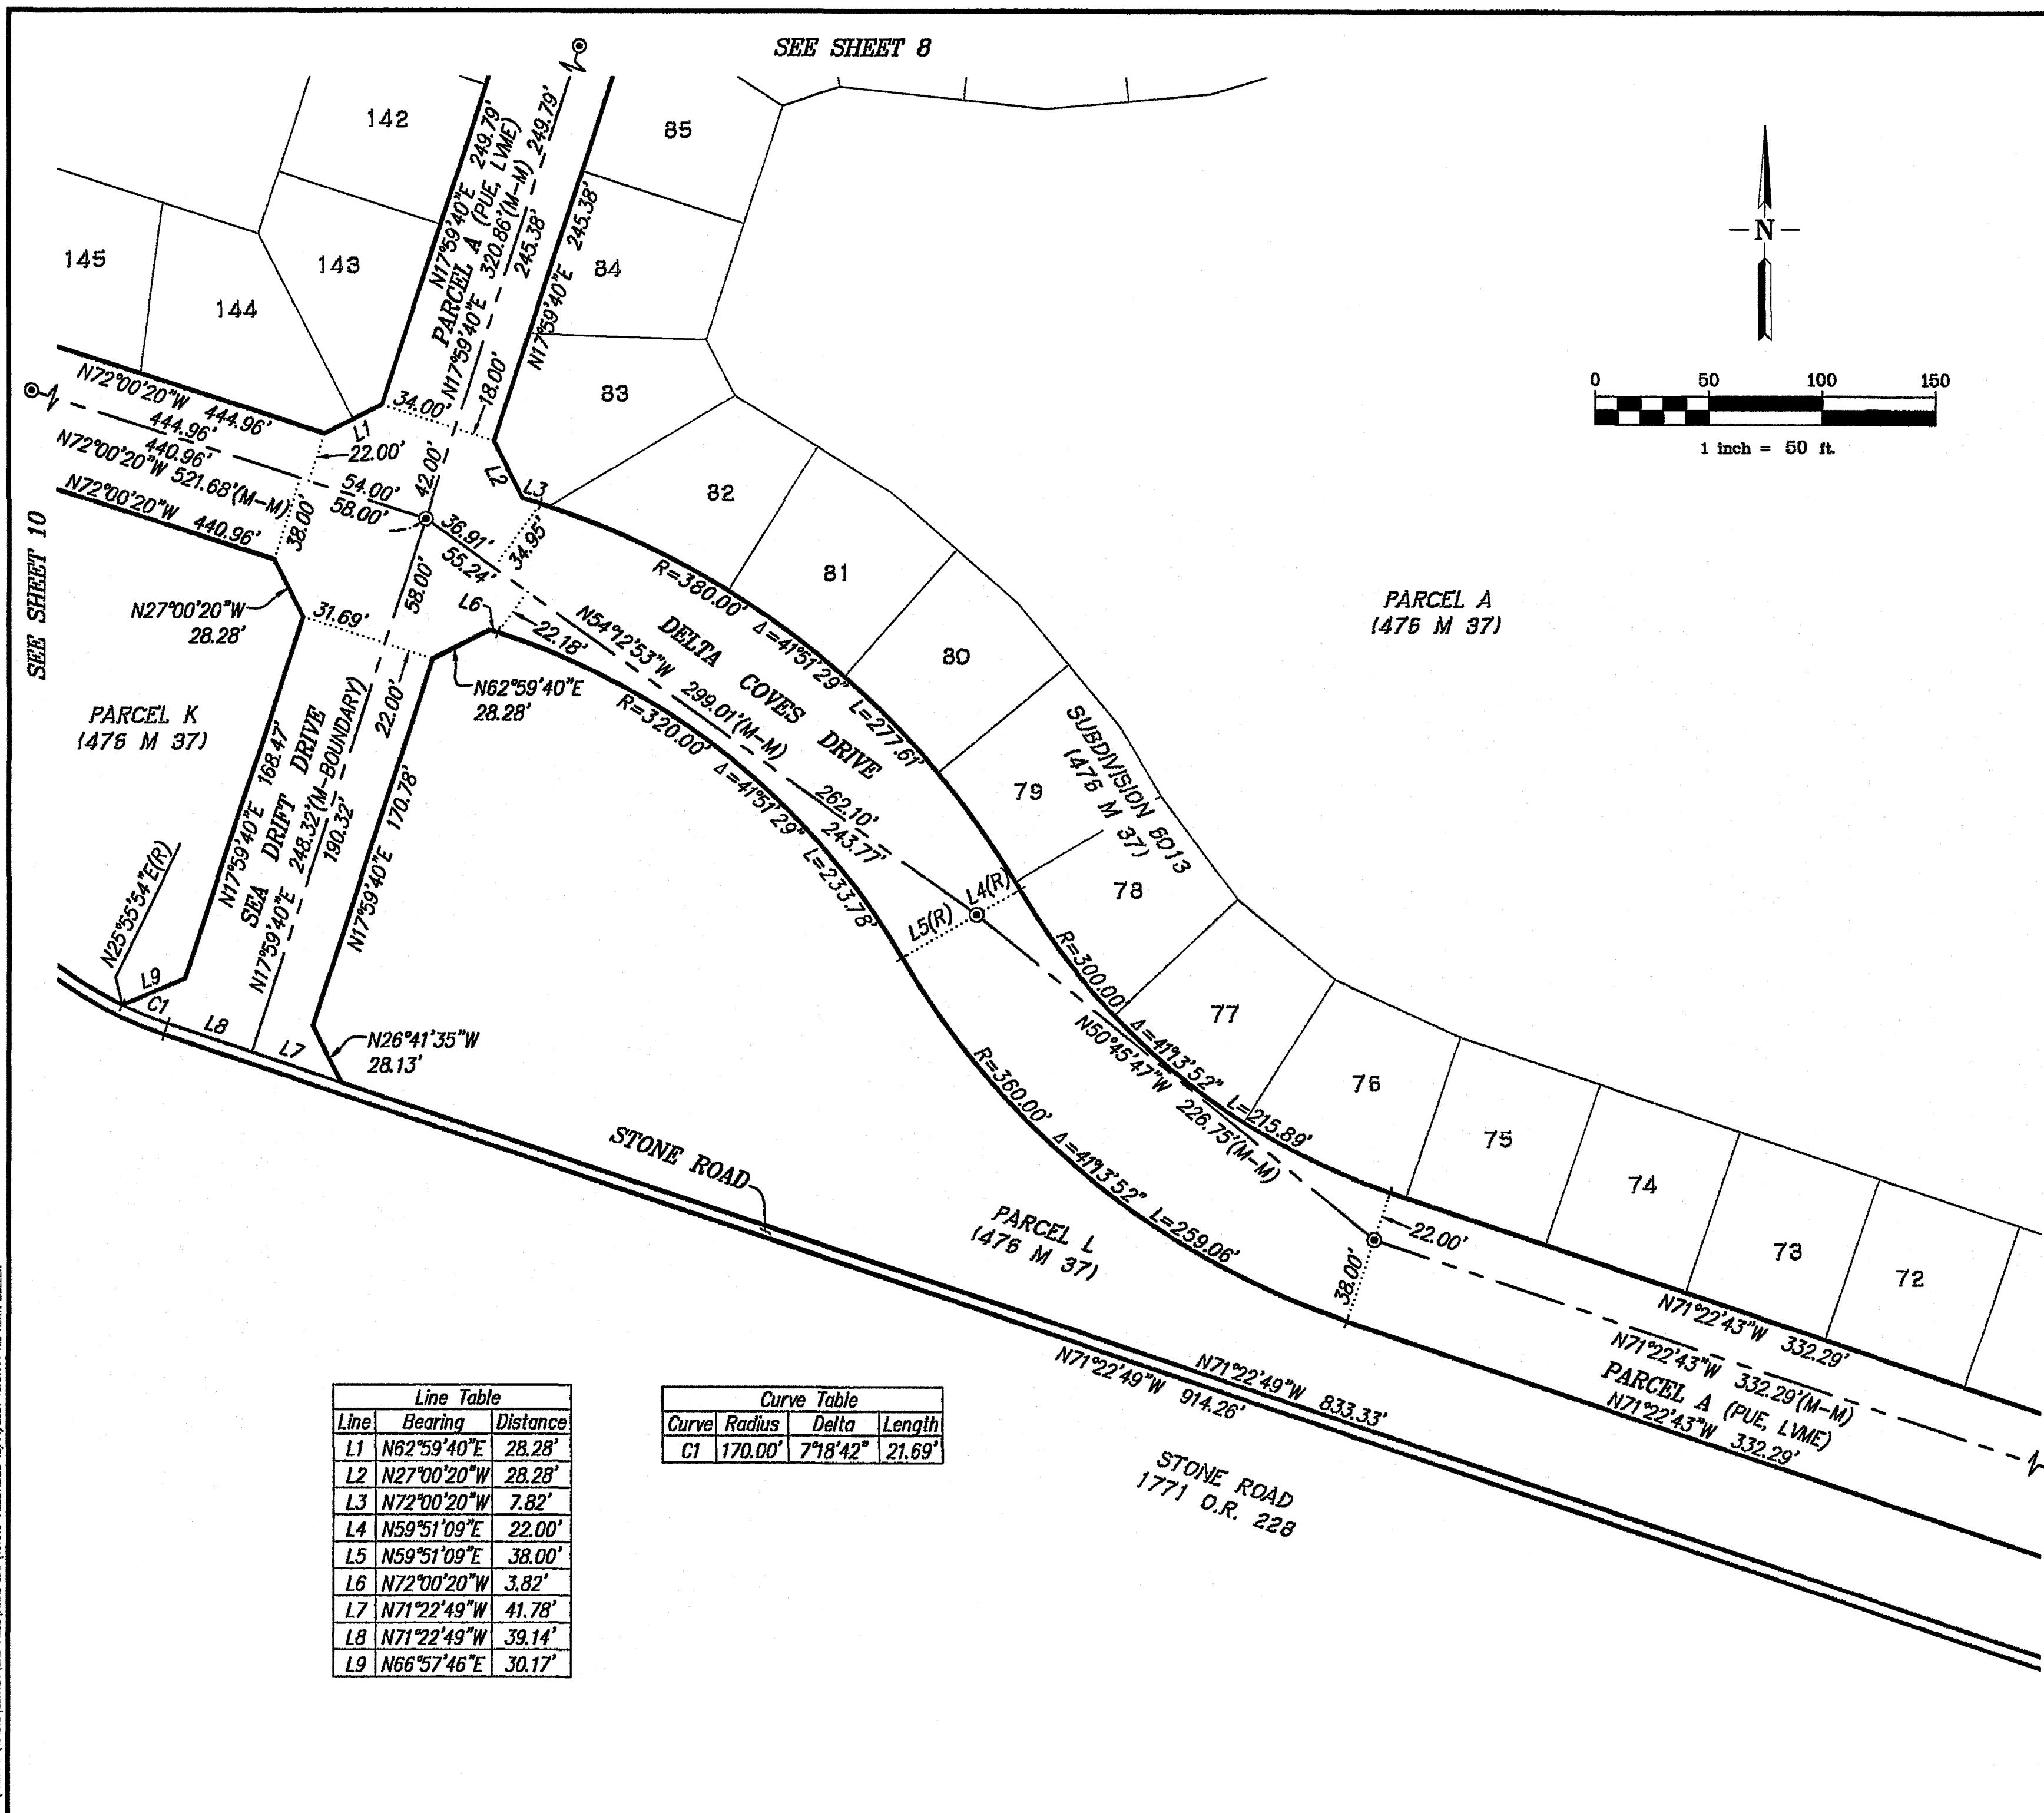 SEE SHEET 8
142
85
N17°59'40"E 249.79'
PARCEL A (PUE, LVME)
N17°59'40"E 320.86'(M-M) 249.79'
245.38'
N17°59'40"E 245.38'
145
144
143
84
83
N
0 50 100 150
1 inch = 50 ft.
N72°00'20"W 444.96'
444.96'
440.96'
N72°00'20"W 521.68'(M-M)
N72°00'20"W 440.96'
SEE SHEET 10
L1
22.00'
34.00'
18.00'
42.00'
54.00'
58.00'
38.00'
L2
L3
36.91'
55.24'
34.95'
58.00'
L6
22.18'
31.69'
22.00'
N27°00'20"W
28.28'
N62°59'40"E
28.28'
82
81
80
79
78
77
76
75
74
73
72
R=380.00' Δ=41°51'29" L=277.61'
DELTA COVES DRIVE
N54°12'53"W 299.01'(M-M)
262.10'
243.77'
R=320.00' Δ=41°51'29" L=233.78'
PARCEL A
(476 M 37)
SUBDIVISION 6013
(476 M 37)
PARCEL K
(476 M 37)
N17°59'40"E 168.47'
SEA DRIFT DRIVE
N17°59'40"E 248.32'(M-BOUNDARY)
190.32'
N17°59'40"E 170.78'
N25°55'54"E(R)
L9
C1
L8
L7
N26°41'35"W
28.13'
L4(R)
L5(R)
R=300.00' Δ=41°13'52" L=215.89'
N50°45'47"W 226.75'(M-M)
R=360.00' Δ=41°13'52" L=259.06'
22.00'
38.00'
STONE ROAD
PARCEL L
(476 M 37)
N71°22'43"W 332.29'
N71°22'43"W 332.29'(M-M)
PARCEL A (PUE, LVME)
N71°22'43"W 332.29'
N71°22'49"W 833.33'
N71°22'49"W 914.26'
STONE ROAD
1771 O.R. 228
Line Table
Line Bearing Distance
L1 N62°59'40"E 28.28'
L2 N27°00'20"W 28.28'
L3 N72°00'20"W 7.82'
L4 N59°51'09"E 22.00'
L5 N59°51'09"E 38.00'
L6 N72°00'20"W 3.82'
L7 N71°22'49"W 41.78'
L8 N71°22'49"W 39.14'
L9 N66°57'46"E 30.17'
Curve Table
Curve Radius Delta Length
C1 170.00' 7°18'42" 21.69'